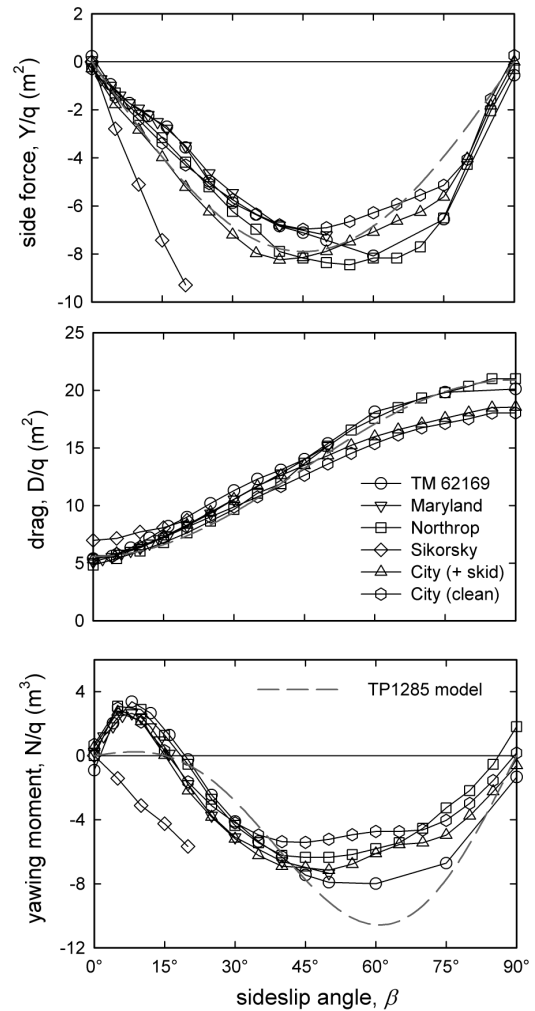 side force, Y/q (m²)
2
0
-2
-4
-6
-8
-10
drag, D/q (m²)
25
20
15
10
5
0
TM 62169
Maryland
Northrop
Sikorsky
City (+ skid)
City (clean)
yawing moment, N/q (m³)
4
0
-4
-8
-12
TP1285 model
0° 15° 30° 45° 60° 75° 90°
sideslip angle, β